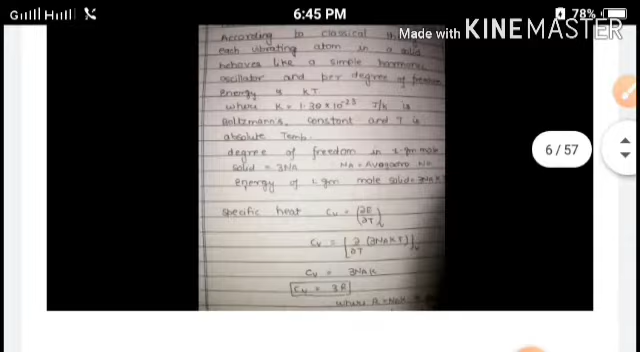 6:45 PM
78%
Made with KINEMASTER
According to classical
each vibrating atom in a solid
behaves like a simple harmonic
oscillator and per degree of freedom
energy is KT
where K = 1.38 × 10⁻²³ J/K is
Boltzmann's constant and T is
absolute Temp.
degree of freedom in 1-gm mole
solid = 3NA NA = Avogadro No
energy of 1-gm mole solid = 3NAK
specific heat Cv = (∂E/∂T)v
Cv = [∂/∂T (3NAKT)]v
Cv = 3NAK
Cv = 3R
where R = NAK
6 / 57